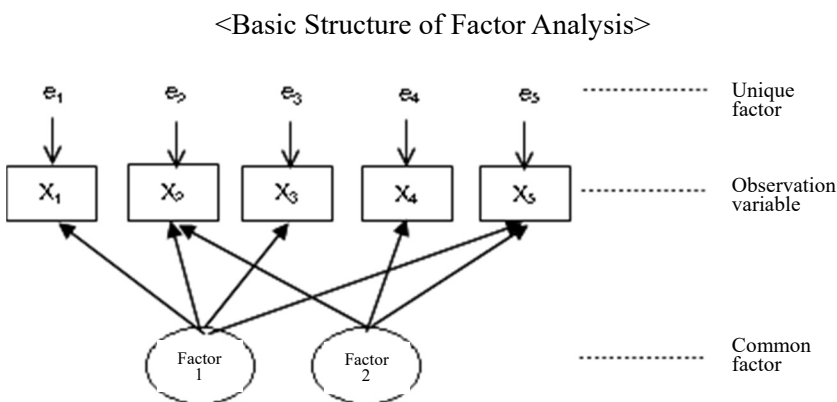 <Basic Structure of Factor Analysis>
e₁ e₂ e₃ e₄ e₅ Unique
factor
X₁ X₂ X₃ X₄ X₅ Observation
variable
Factor
1
Factor
2
Common
factor